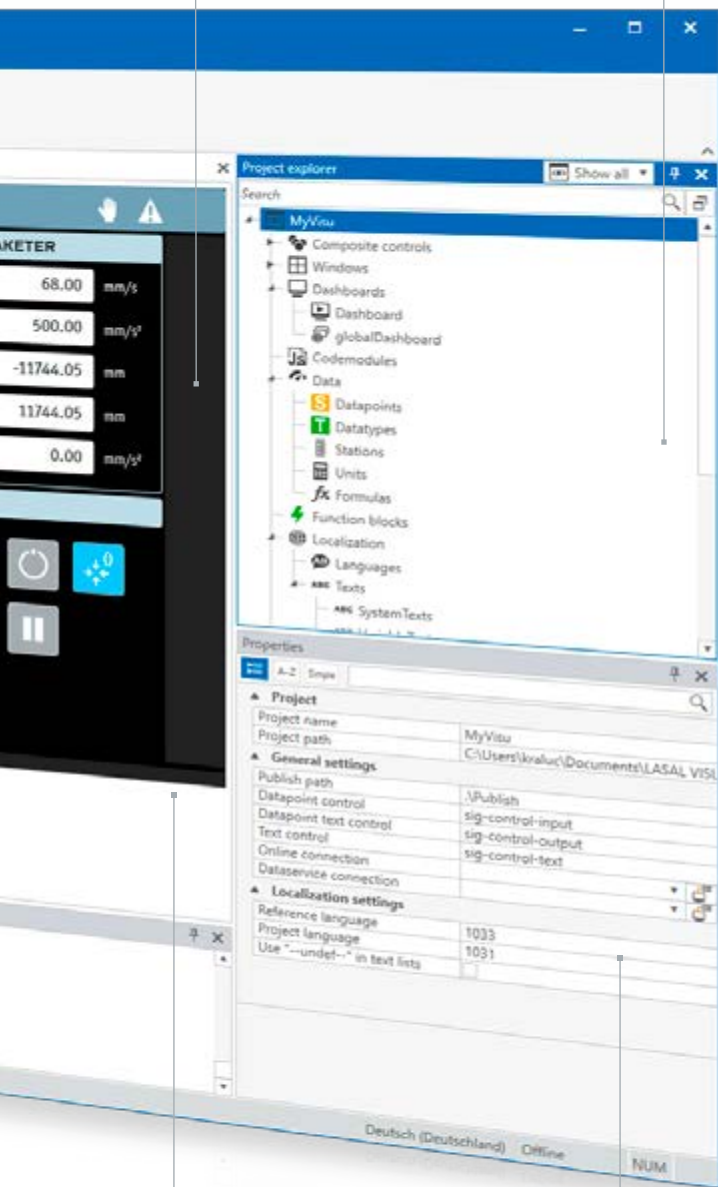 Project explorer Show all
Search
MyVisu
AKETER
Composite controls
Windows
68.00 mm/s
Dashboards
Dashboard
500.00 mm/s²
globalDashboard
Codemodules
-11744.05 mm
Data
Datapoints
11744.05 mm
Datatypes
Stations
0.00 mm/s²
Units
fx Formulas
Function blocks
Localization
Languages
ABC Texts
ABC SystemTexts
0
Properties
A-Z Simple
Project
Project name MyVisu
Project path C:\Users\kraluc\Documents\LASAL VISU
General settings
Publish path .\Publish
Datapoint control sig-control-input
Datapoint text control sig-control-output
Text control sig-control-text
Online connection
Dataservice connection
Localization settings
Reference language 1033
Project language 1031
Use "--undef--" in text lists
Deutsch (Deutschland) Offline NUM